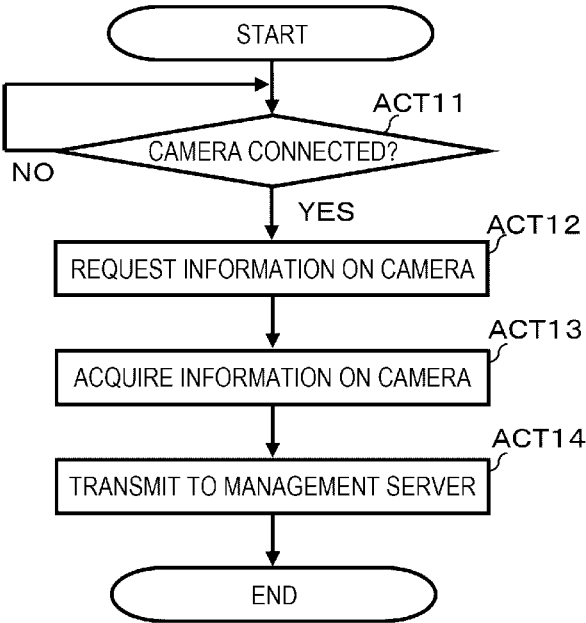 START
ACT11
CAMERA CONNECTED?
NO
YES
ACT12
REQUEST INFORMATION ON CAMERA
ACT13
ACQUIRE INFORMATION ON CAMERA
ACT14
TRANSMIT TO MANAGEMENT SERVER
END